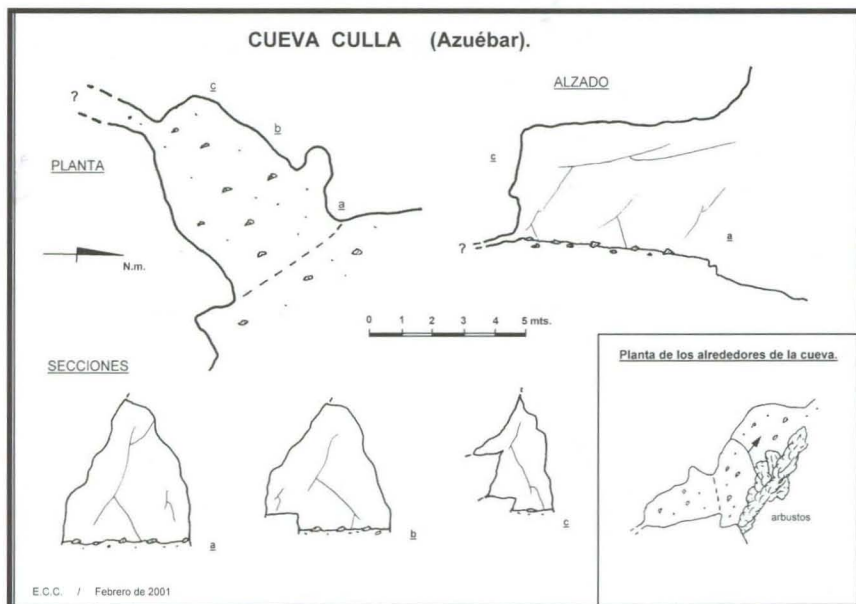 CUEVA CULLA (Azuébar).
c
b
a
?
PLANTA
N.m.
ALZADO
c
a
?
0 1 2 3 4 5 mts.
SECCIONES
a
b
c
Planta de los alrededores de la cueva.
arbustos
E.C.C. / Febrero de 2001